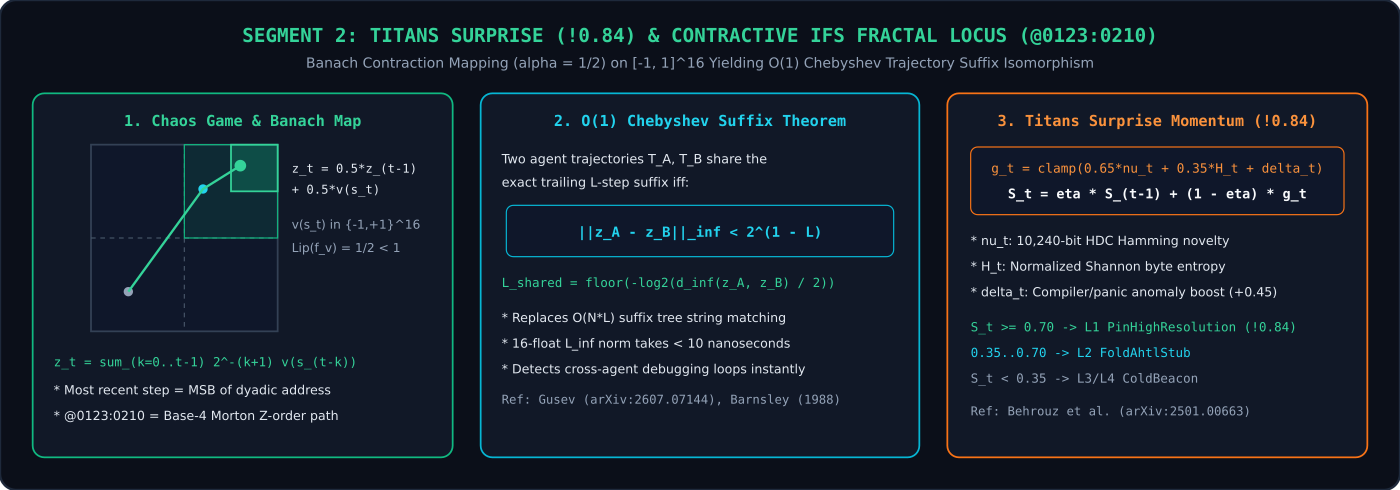 SEGMENT 2: TITANS SURPRISE (!0.84) & CONTRACTIVE IFS FRACTAL LOCUS (@0123:0210)
Banach Contraction Mapping (alpha = 1/2) on [-1, 1]^16 Yielding O(1) Chebyshev Trajectory Suffix Isomorphism
1. Chaos Game & Banach Map
z_t = 0.5*z_(t-1)
+ 0.5*v(s_t)
v(s_t) in {-1,+1}^16
Lip(f_v) = 1/2 < 1
z_t = sum_(k=0..t-1) 2^-(k+1) v(s_(t-k))
* Most recent step = MSB of dyadic address
* @0123:0210 = Base-4 Morton Z-order path
2. O(1) Chebyshev Suffix Theorem
Two agent trajectories T_A, T_B share the
exact trailing L-step suffix iff:
||z_A - z_B||_inf < 2^(1 - L)
L_shared = floor(-log2(d_inf(z_A, z_B) / 2))
* Replaces O(N*L) suffix tree string matching
* 16-float L_inf norm takes < 10 nanoseconds
* Detects cross-agent debugging loops instantly
Ref: Gusev (arXiv:2607.07144), Barnsley (1988)
3. Titans Surprise Momentum (!0.84)
g_t = clamp(0.65*nu_t + 0.35*H_t + delta_t)
S_t = eta * S_(t-1) + (1 - eta) * g_t
* nu_t: 10,240-bit HDC Hamming novelty
* H_t: Normalized Shannon byte entropy
* delta_t: Compiler/panic anomaly boost (+0.45)
S_t >= 0.70 -> L1 PinHighResolution (!0.84)
0.35..0.70 -> L2 FoldAhtlStub
S_t < 0.35 -> L3/L4 ColdBeacon
Ref: Behrouz et al. (arXiv:2501.00663)